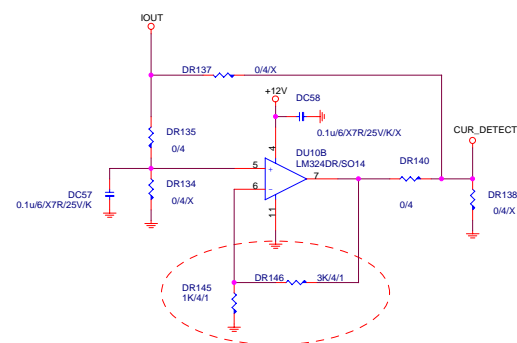 IOUT
DR137
0/4/X
+12V
DC58
0.1u/6/X7R/25V/K/X
CUR_DETECT
DR135
0/4
4
DU10B
LM324DR/SO14
5
+
7
DR140
6
-
DC57
0.1u/6/X7R/25V/K
DR134
0/4/X
11
0/4
DR138
0/4/X
DR146
3K/4/1
DR145
1K/4/1